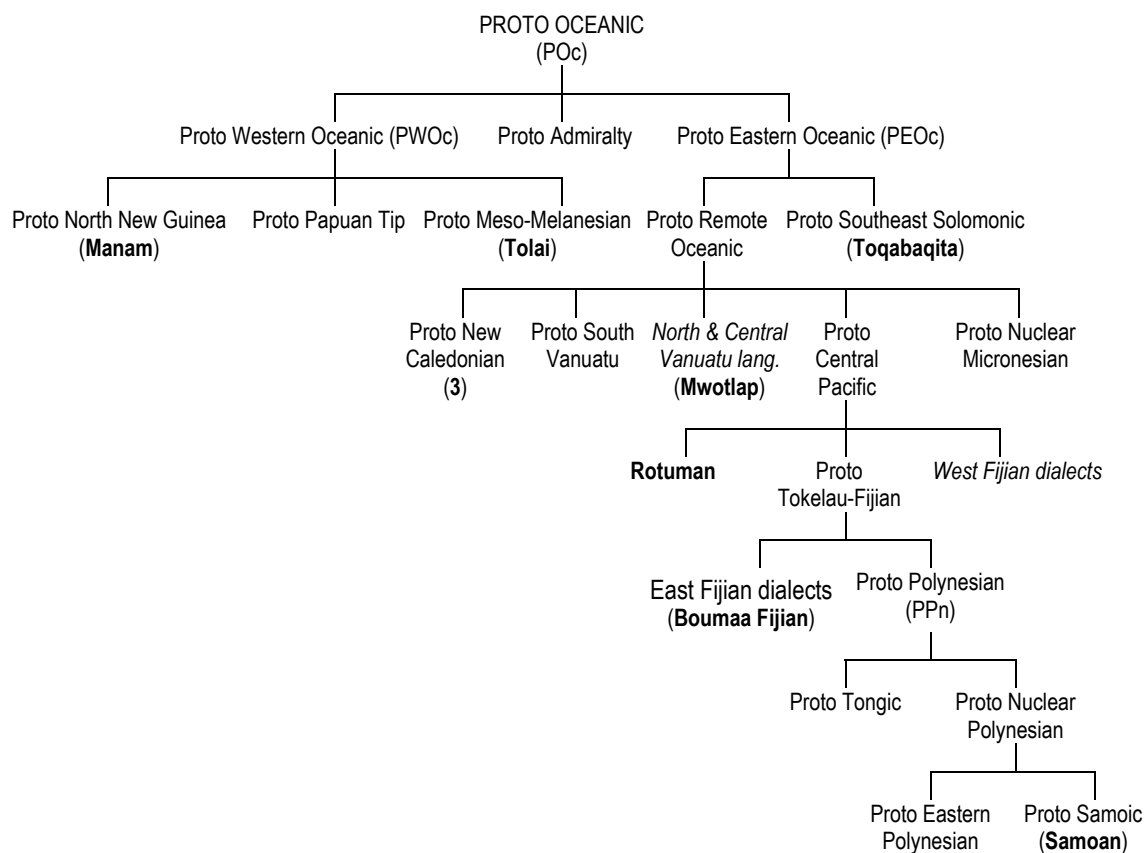 PROTO OCEANIC
(POc)
Proto Western Oceanic (PWOc)
Proto Admiralty
Proto Eastern Oceanic (PEOc)
Proto North New Guinea
(Manam)
Proto Papuan Tip
Proto Meso-Melanesian
(Tolai)
Proto Remote
Oceanic
Proto Southeast Solomonic
(Toqabaqita)
Proto New
Caledonian
(3)
Proto South
Vanuatu
North & Central
Vanuatu lang.
(Mwotlap)
Proto
Central
Pacific
Proto Nuclear
Micronesian
Rotuman
Proto
Tokelau-Fijian
West Fijian dialects
East Fijian dialects
(Boumaa Fijian)
Proto Polynesian
(PPn)
Proto Tongic
Proto Nuclear
Polynesian
Proto Eastern
Polynesian
Proto Samoic
(Samoan)